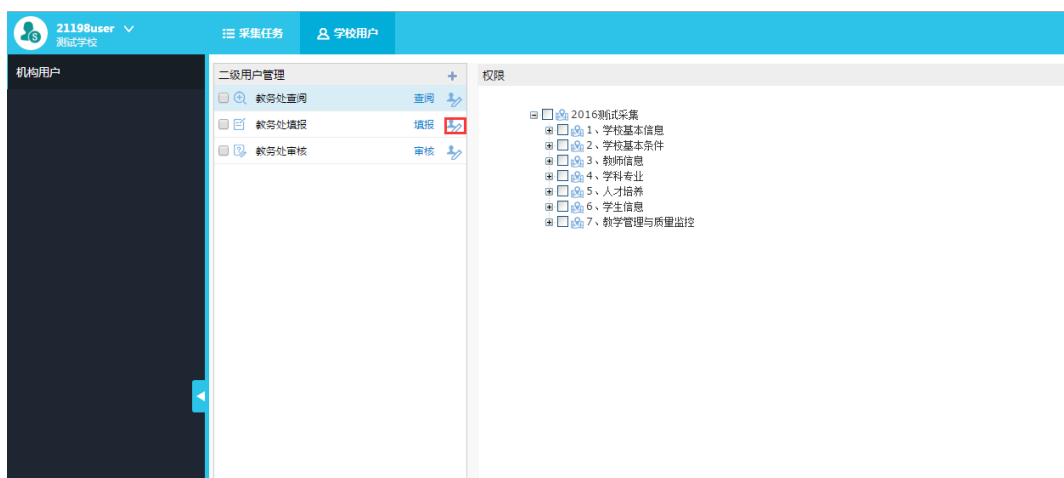 21198user
测试学校
采集任务
学校用户
机构用户
二级用户管理
教务处查阅 查阅
教务处填报 填报
教务处审核 审核
权限
2016测试采集
1、学校基本信息
2、学校基本条件
3、教师信息
4、学科专业
5、人才培养
6、学生信息
7、教学管理与质量监控